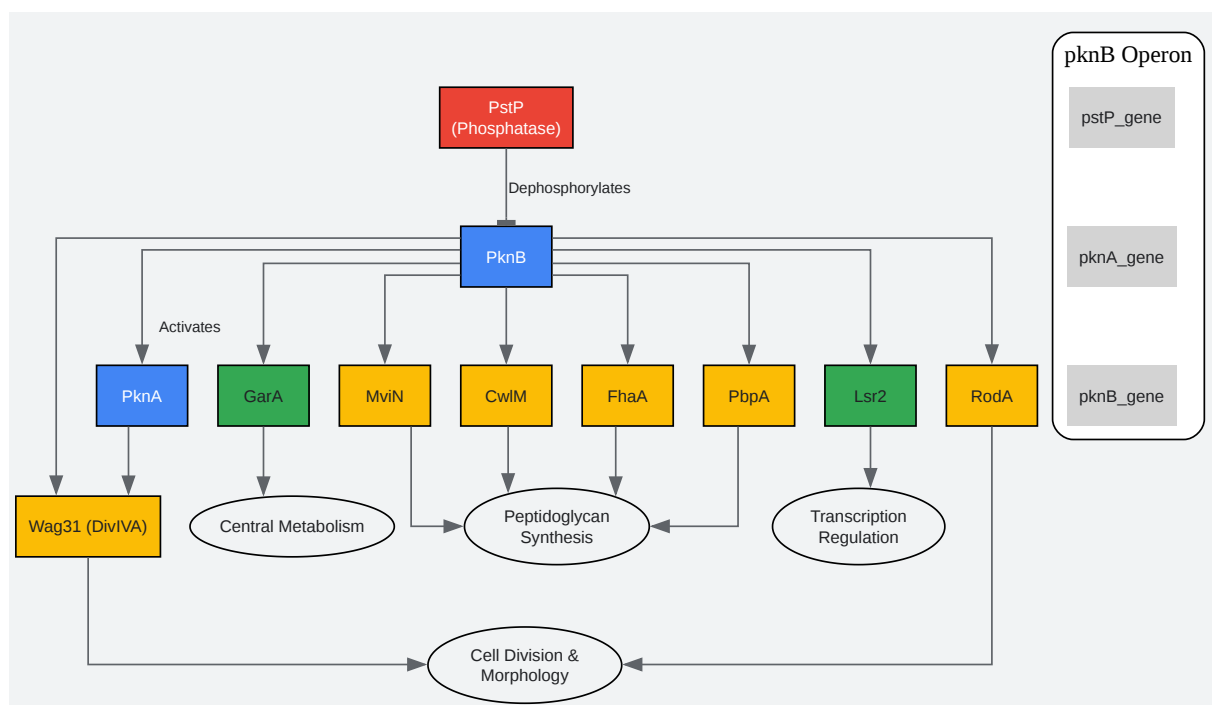 pknB Operon
PstP
(Phosphatase)
pstP_gene
Dephosphorylates
PknB
pknA_gene
Activates
PknA
GarA
MviN
CwlM
FhaA
PbpA
Lsr2
RodA
pknB_gene
Wag31 (DivIVA)
Central Metabolism
Peptidoglycan
Synthesis
Transcription
Regulation
Cell Division &
Morphology